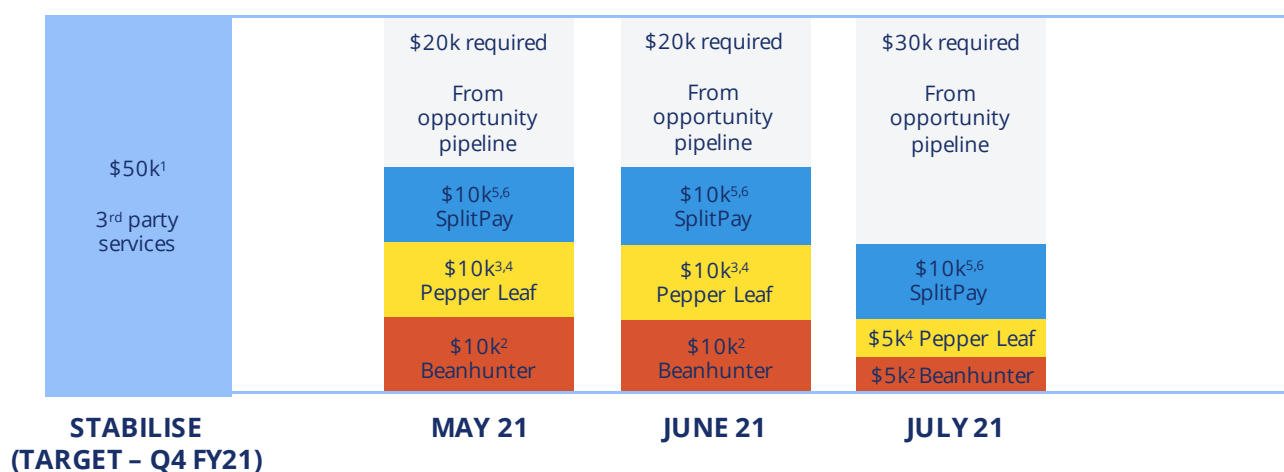 $50k¹
3ʳᵈ party
services
$20k required
From
opportunity
pipeline
$10k⁵,⁶
SplitPay
$10k³,⁴
Pepper Leaf
$10k²
Beanhunter
$20k required
From
opportunity
pipeline
$10k⁵,⁶
SplitPay
$10k³,⁴
Pepper Leaf
$10k²
Beanhunter
$30k required
From
opportunity
pipeline
$10k⁵,⁶
SplitPay
$5k⁴ Pepper Leaf
$5k² Beanhunter
STABILISE
(TARGET – Q4 FY21)
MAY 21
JUNE 21
JULY 21